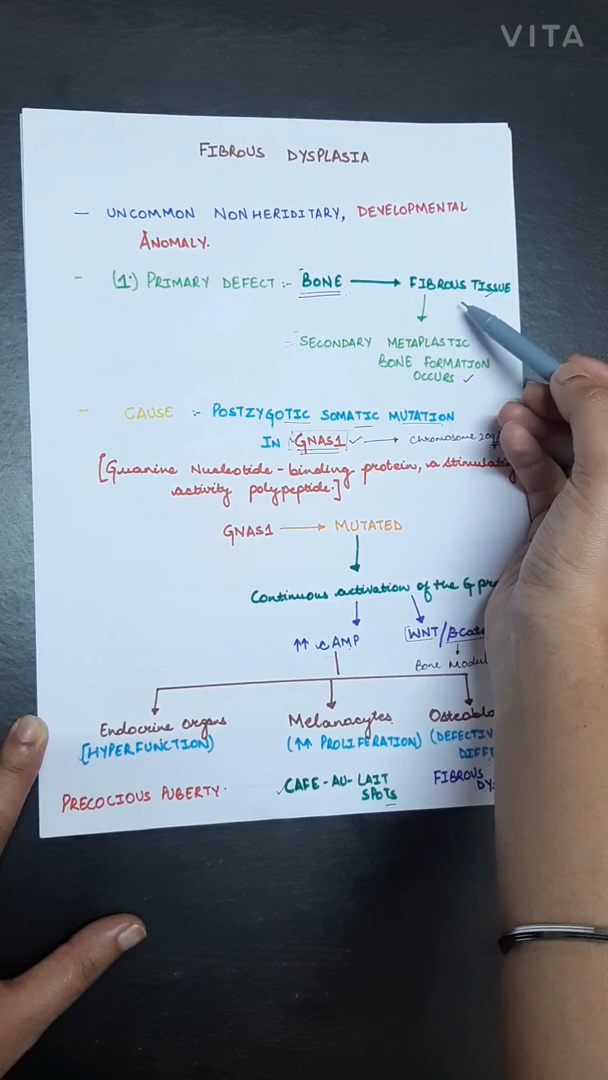 VITA
FIBROUS DYSPLASIA
- UNCOMMON NONHERIDITARY, DEVELOPMENTAL
ANOMALY.
- (1.) PRIMARY DEFECT :- BONE → FIBROUS TISSUE
SECONDARY METAPLASTIC
BONE FORMATION
OCCURS ✓
- CAUSE :- POSTZYGOTIC SOMATIC MUTATION
IN GNAS1 ✓ → Chromosome 20q
[Guanine Nucleotide-binding protein, α stimulating
activity polypeptide.]
GNAS1 → MUTATED
Continuous activation of the G
↑↑ cAMP WNT/
Bone
Endocrine organs Melanocytes
[HYPERFUNCTION) (↑↑ PROLIFERATION) (
PRECOCIOUS PUBERTY. ✓CAFE-AU-LAIT FIBROUS
SPOTS